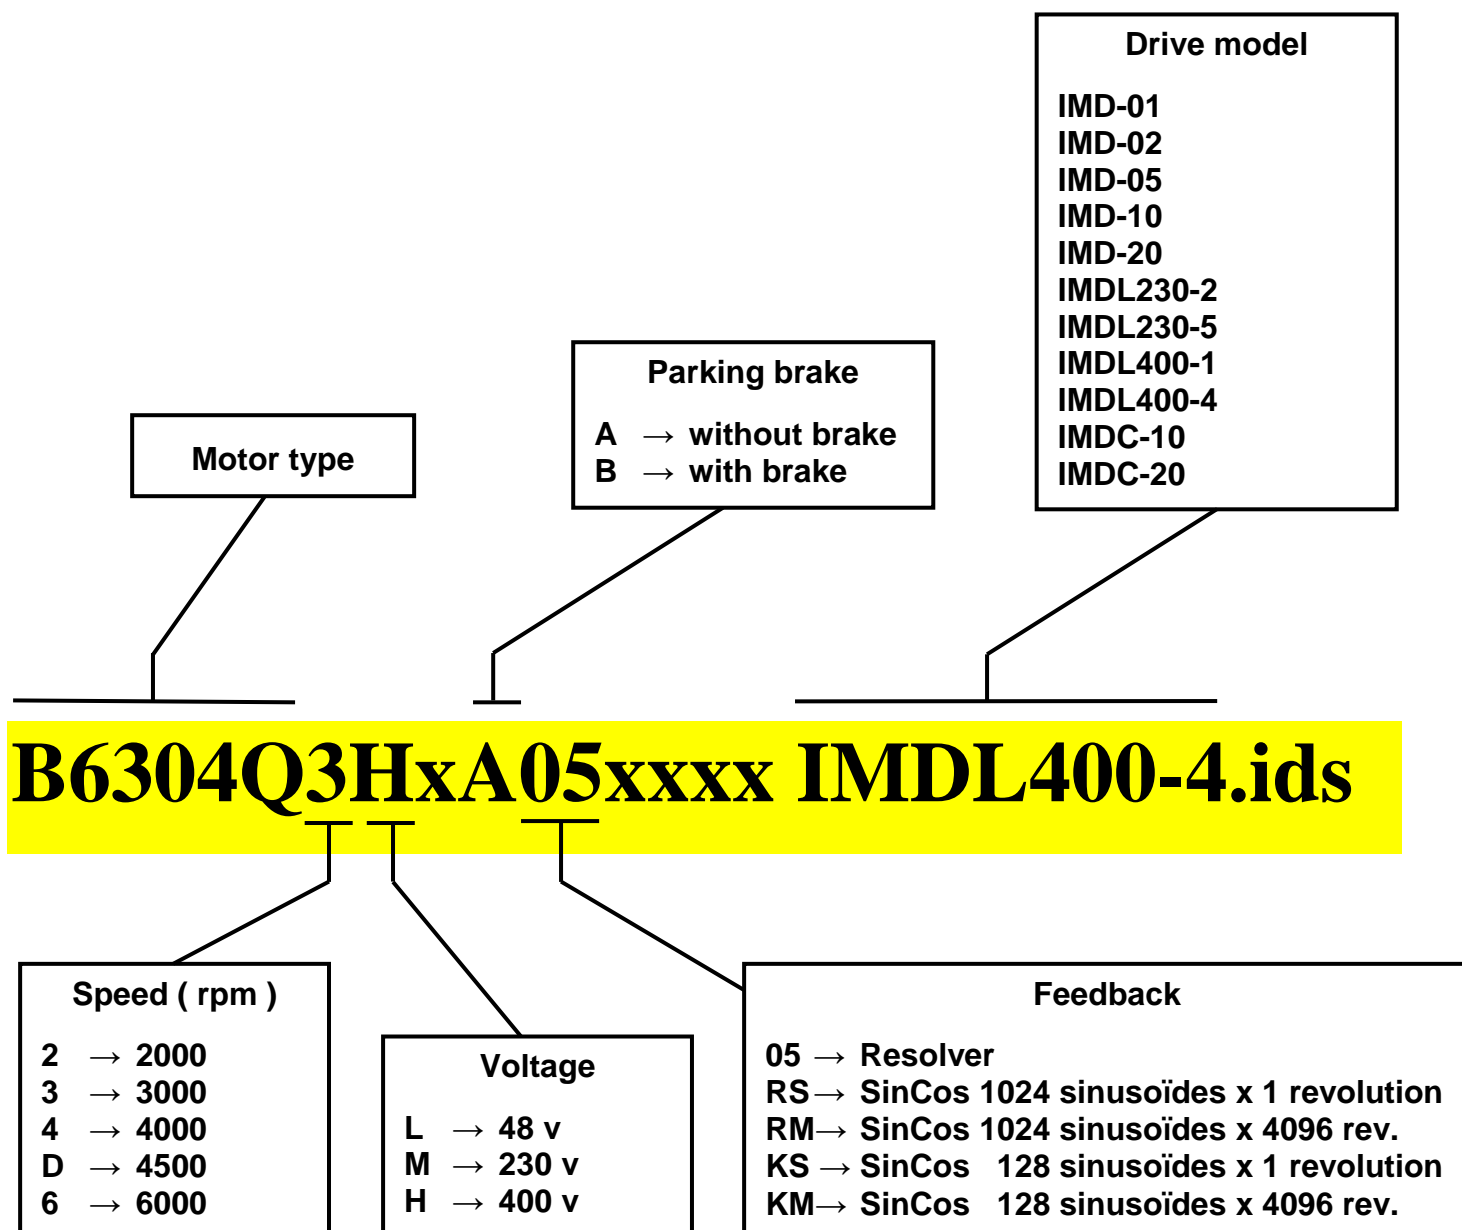 Drive model
IMD-01
IMD-02
IMD-05
IMD-10
IMD-20
IMDL230-2
IMDL230-5
IMDL400-1
IMDL400-4
IMDC-10
IMDC-20
Parking brake
A → without brake
B → with brake
Motor type
B6304Q3HxA05xxxx IMDL400-4.ids
Speed ( rpm )
2 → 2000
3 → 3000
4 → 4000
D → 4500
6 → 6000
Voltage
L → 48 v
M → 230 v
H → 400 v
Feedback
05 → Resolver
RS → SinCos 1024 sinusoïdes x 1 revolution
RM→ SinCos 1024 sinusoïdes x 4096 rev.
KS → SinCos 128 sinusoïdes x 1 revolution
KM→ SinCos 128 sinusoïdes x 4096 rev.